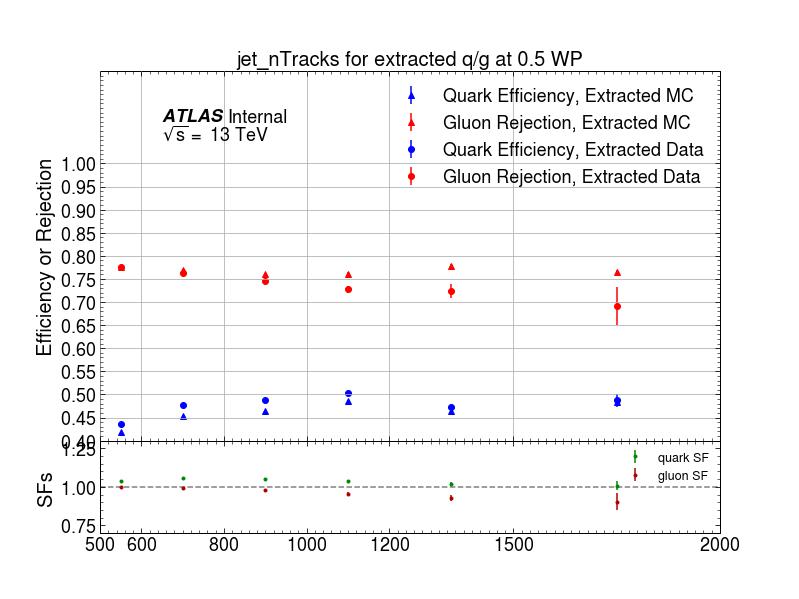 jet_nTracks for extracted q/g at 0.5 WP
ATLAS Internal
√s = 13 TeV
Quark Efficiency, Extracted MC
Gluon Rejection, Extracted MC
Quark Efficiency, Extracted Data
Gluon Rejection, Extracted Data
Efficiency or Rejection
1.00
0.95
0.90
0.85
0.80
0.75
0.70
0.65
0.60
0.55
0.50
0.45
0.40
SFs
1.25
1.00
0.75
quark SF
gluon SF
500 600 800 1000 1200 1500 2000